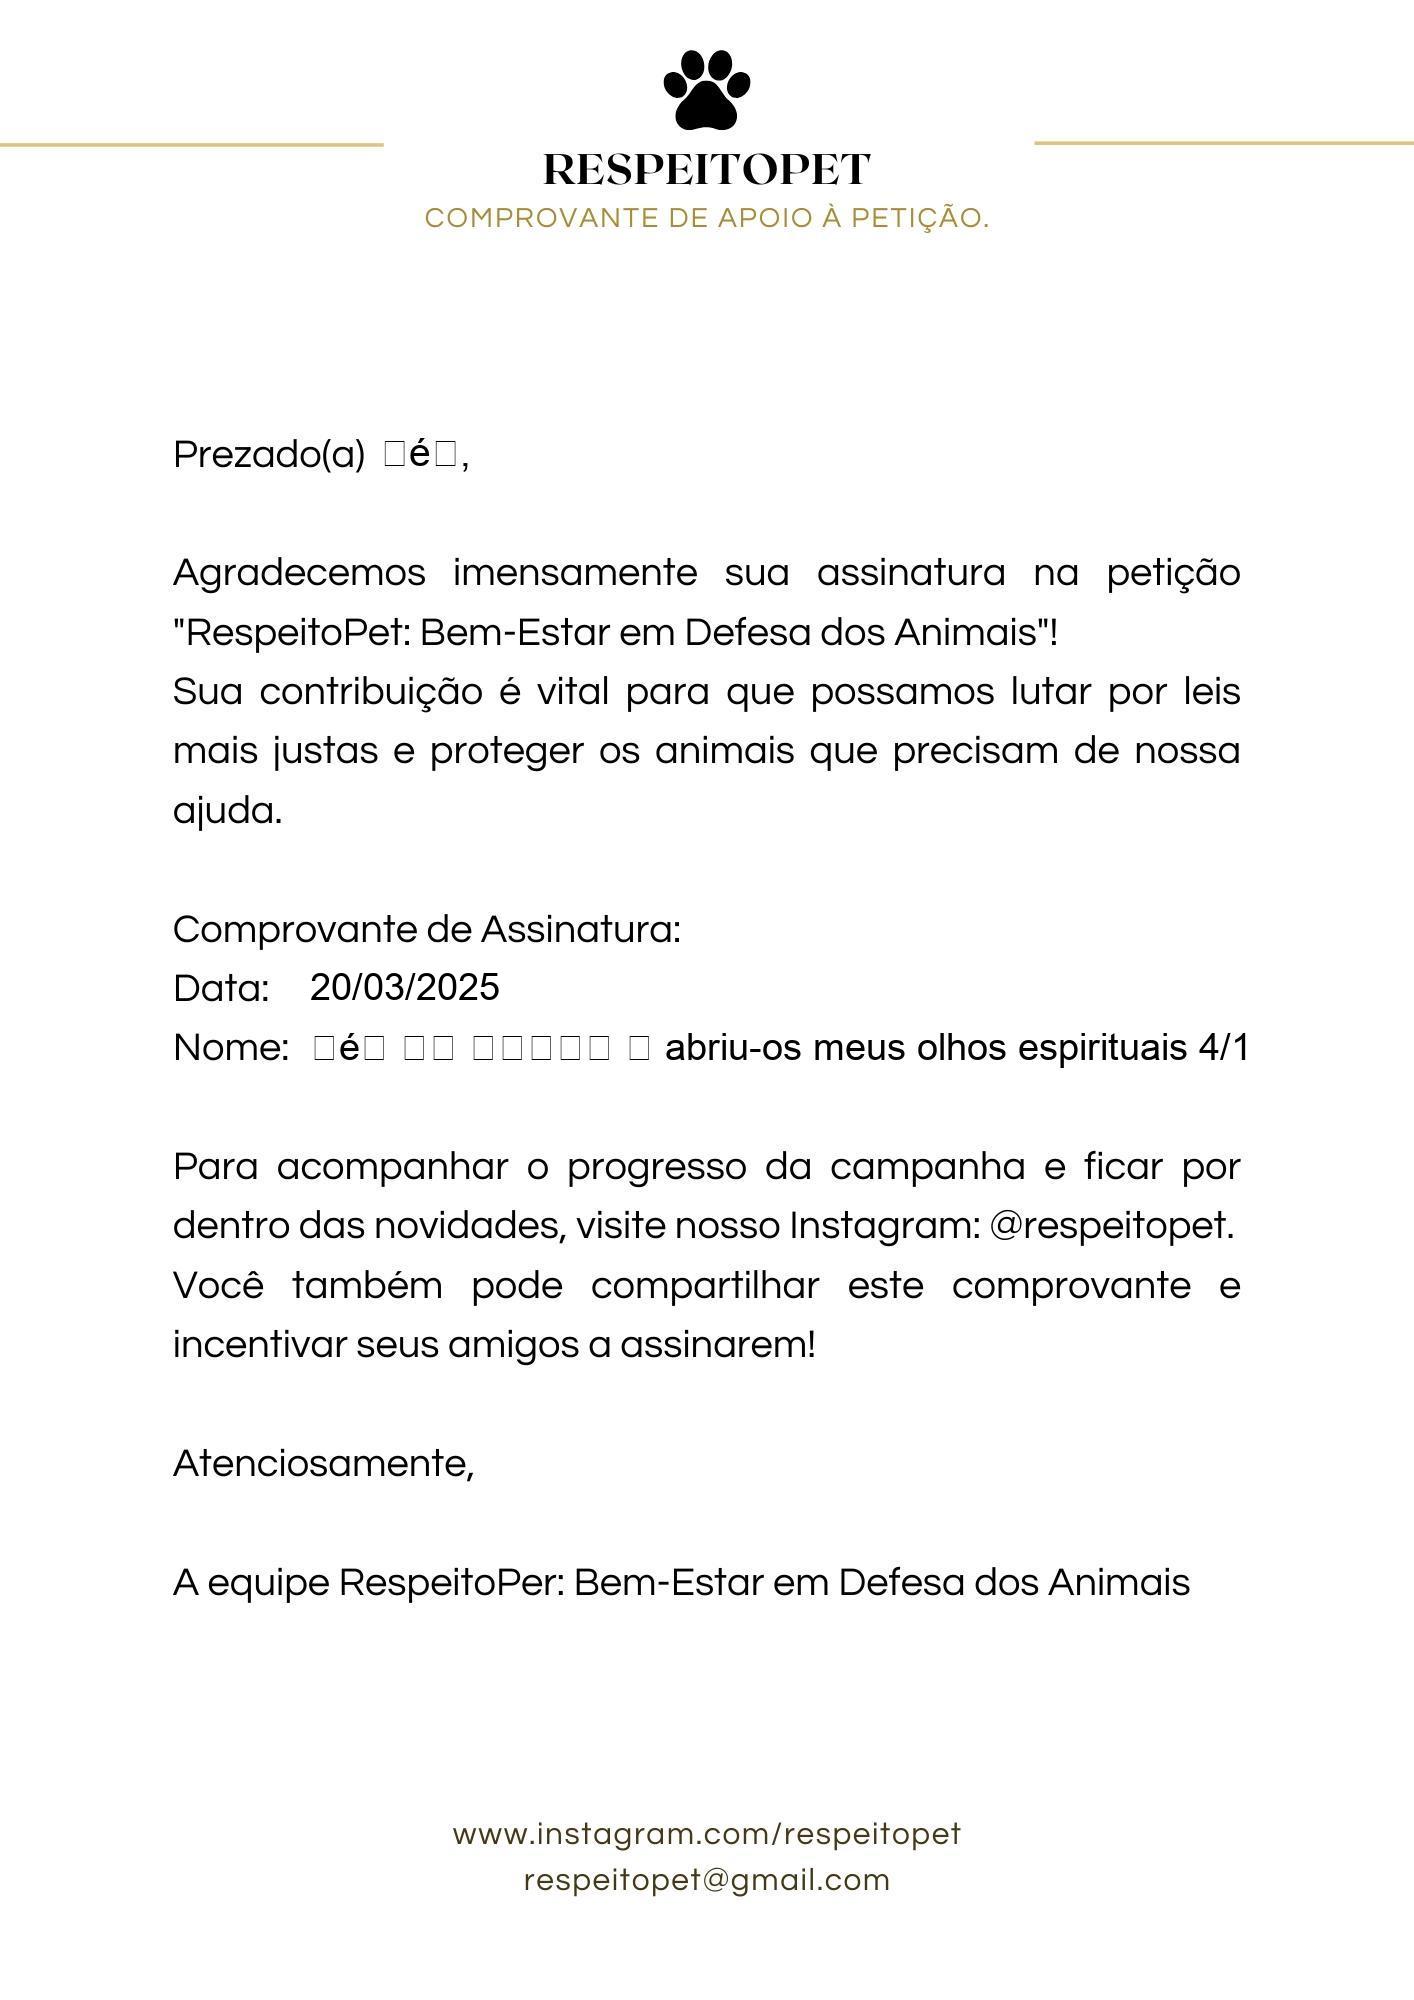 RESPEITOPET
COMPROVANTE DE APOIO À PETIÇÃO.
Prezado(a) □é□,
Agradecemos imensamente sua assinatura na petição
"RespeitoPet: Bem-Estar em Defesa dos Animais"!
Sua contribuição é vital para que possamos lutar por leis
mais justas e proteger os animais que precisam de nossa
ajuda.
Comprovante de Assinatura:
Data: 20/03/2025
Nome: □é□ □□ □□□□□ □ abriu-os meus olhos espirituais 4/1
Para acompanhar o progresso da campanha e ficar por
dentro das novidades, visite nosso Instagram: @respeitopet.
Você também pode compartilhar este comprovante e
incentivar seus amigos a assinarem!
Atenciosamente,
A equipe RespeitoPer: Bem-Estar em Defesa dos Animais
www.instagram.com/respeitopet
respeitopet@gmail.com